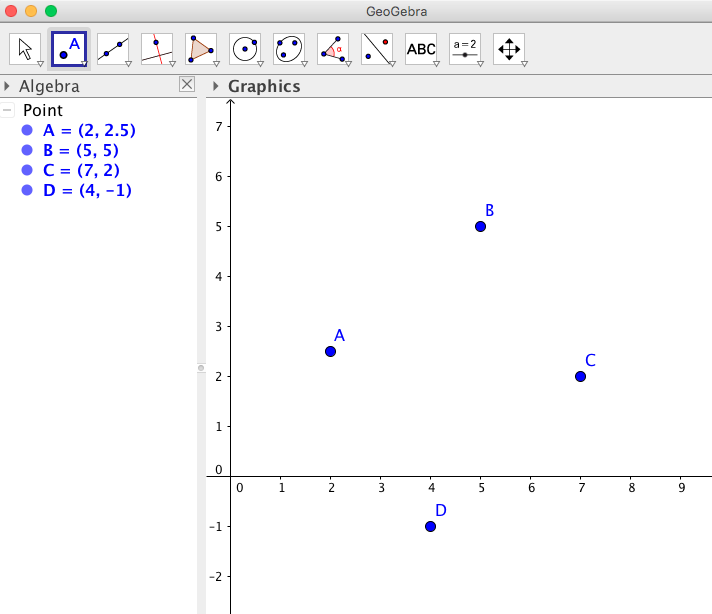 GeoGebra
A α ABC a=2
Algebra
Graphics
Point
A = (2, 2.5)
B = (5, 5)
C = (7, 2)
D = (4, -1)
7
6
B
5
4
3
A
C
2
1
0
0 1 2 3 4 5 6 7 8 9
D
-1
-2